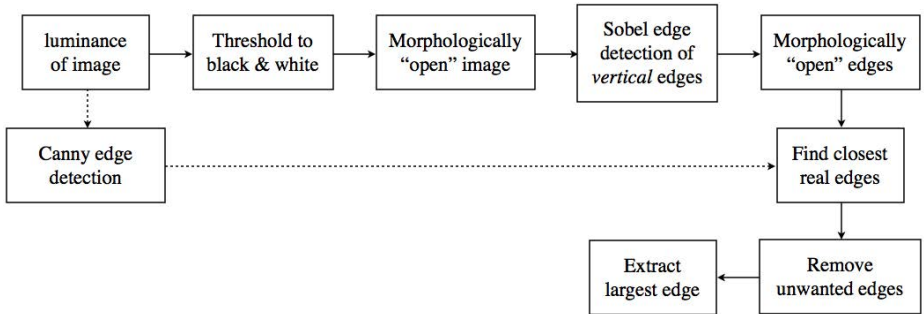 luminance
of image
Threshold to
black & white
Morphologically
“open” image
Sobel edge
detection of
vertical edges
Morphologically
“open” edges
Canny edge
detection
Find closest
real edges
Extract
largest edge
Remove
unwanted edges